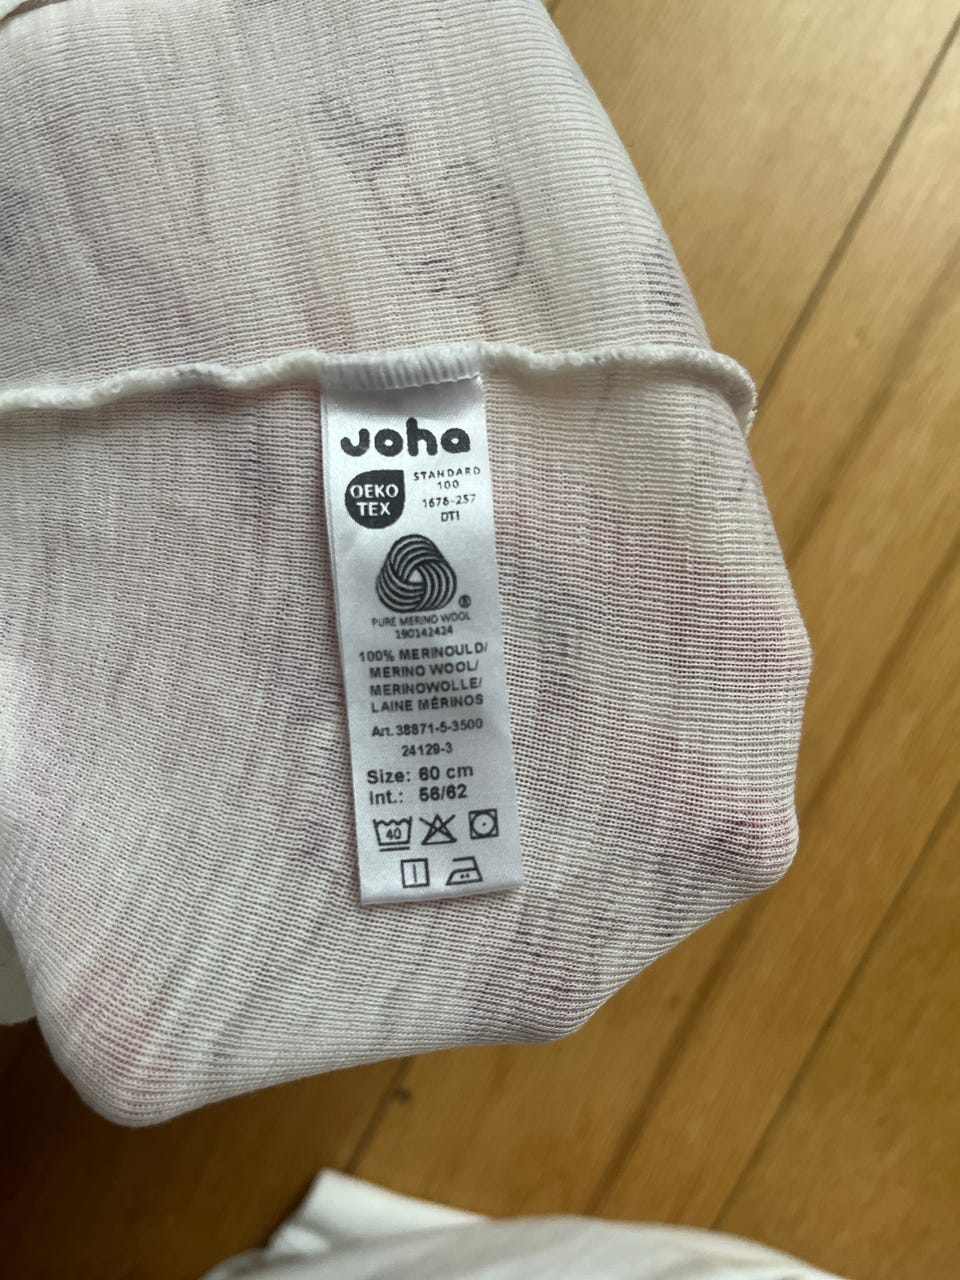 joha
OEKO
TEX
STANDARD
100
1676-257
DTI
®
PURE MERINO WOOL
190142424
100% MERINOULD/
MERINO WOOL/
MERINOWOLLE/
LAINE MÉRINOS
Art. 38871-5-3500
24129-3
Size: 60 cm
Int.: 56/62
40